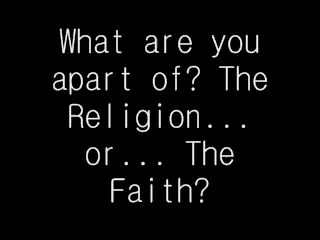 What are you
apart of? The
Religion...
or... The
Faith?